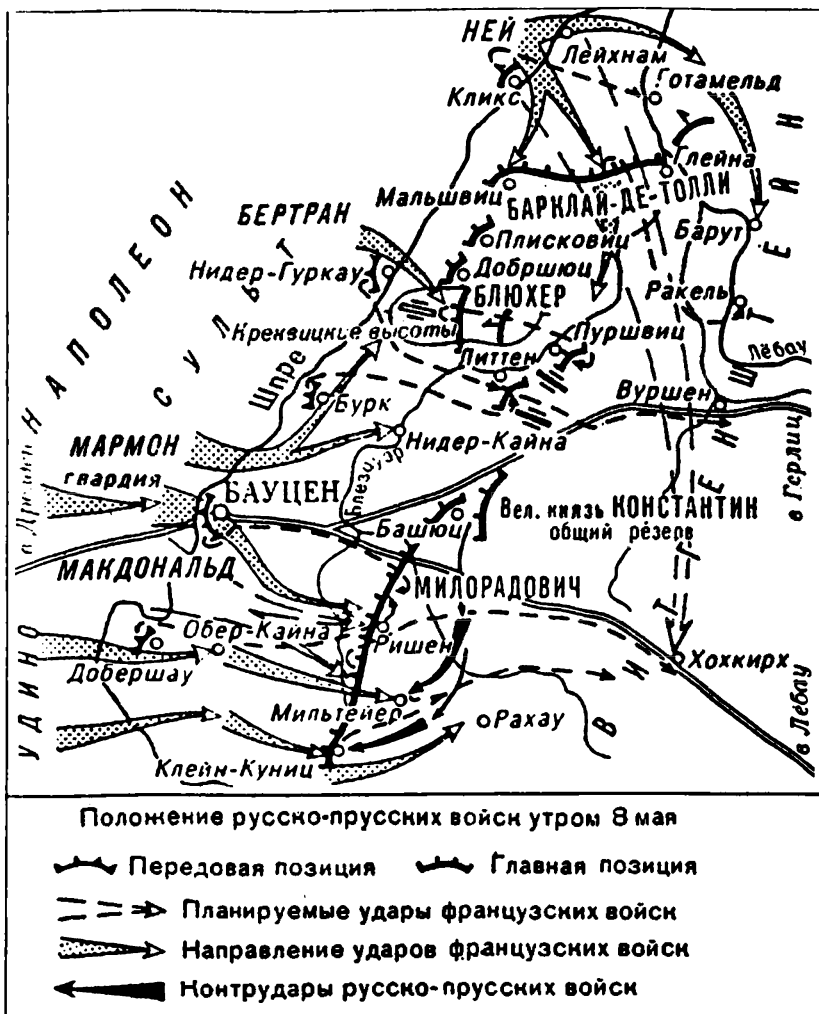 НЕЙ
Лейхнам
Готамельд
Кликс
Глейна
Мальшвиц
БАРКЛАЙ-ДЕ-ТОЛЛИ
БЕРТРАН
Плисковиц
Барут
Нидер-Гуркау
Добршюц
БЛЮХЕР
Ракель
НАПОЛЕОН
СУЛЬТ
Креквицкие высоты
Пуршвиц
Литтен
Лёбау
Шпре
Бурк
Вуршен
МАРМОН
Нидер-Кайна
гвардия
БАУЦЕН
Вел. князь КОНСТАНТИН
общий резерв
в Герлиц
Башюц
МАКДОНАЛЬД
МИЛОРАДОВИЧ
Обер-Кайна
Ришен
УДИНО
Добершау
Хоккирх
Мильтейер
Рахау
в Лёбау
Клейн-Куниц
ВИТГЕНШТЕЙН
Положение русско-прусских войск утром 8 мая
Передовая позиция
Главная позиция
Планируемые удары французских войск
Направление ударов французских войск
Контрудары русско-прусских войск